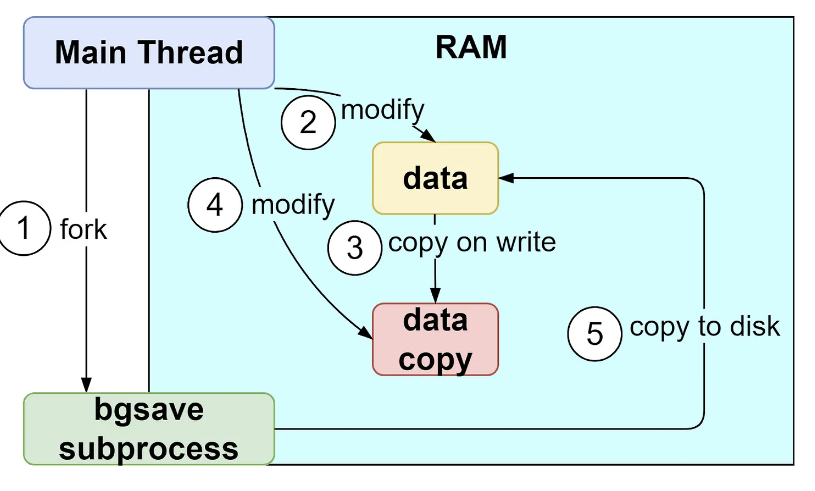 Main Thread
RAM
2
modify
data
4
modify
1
fork
3
copy on write
data
copy
5
copy to disk
bgsave
subprocess